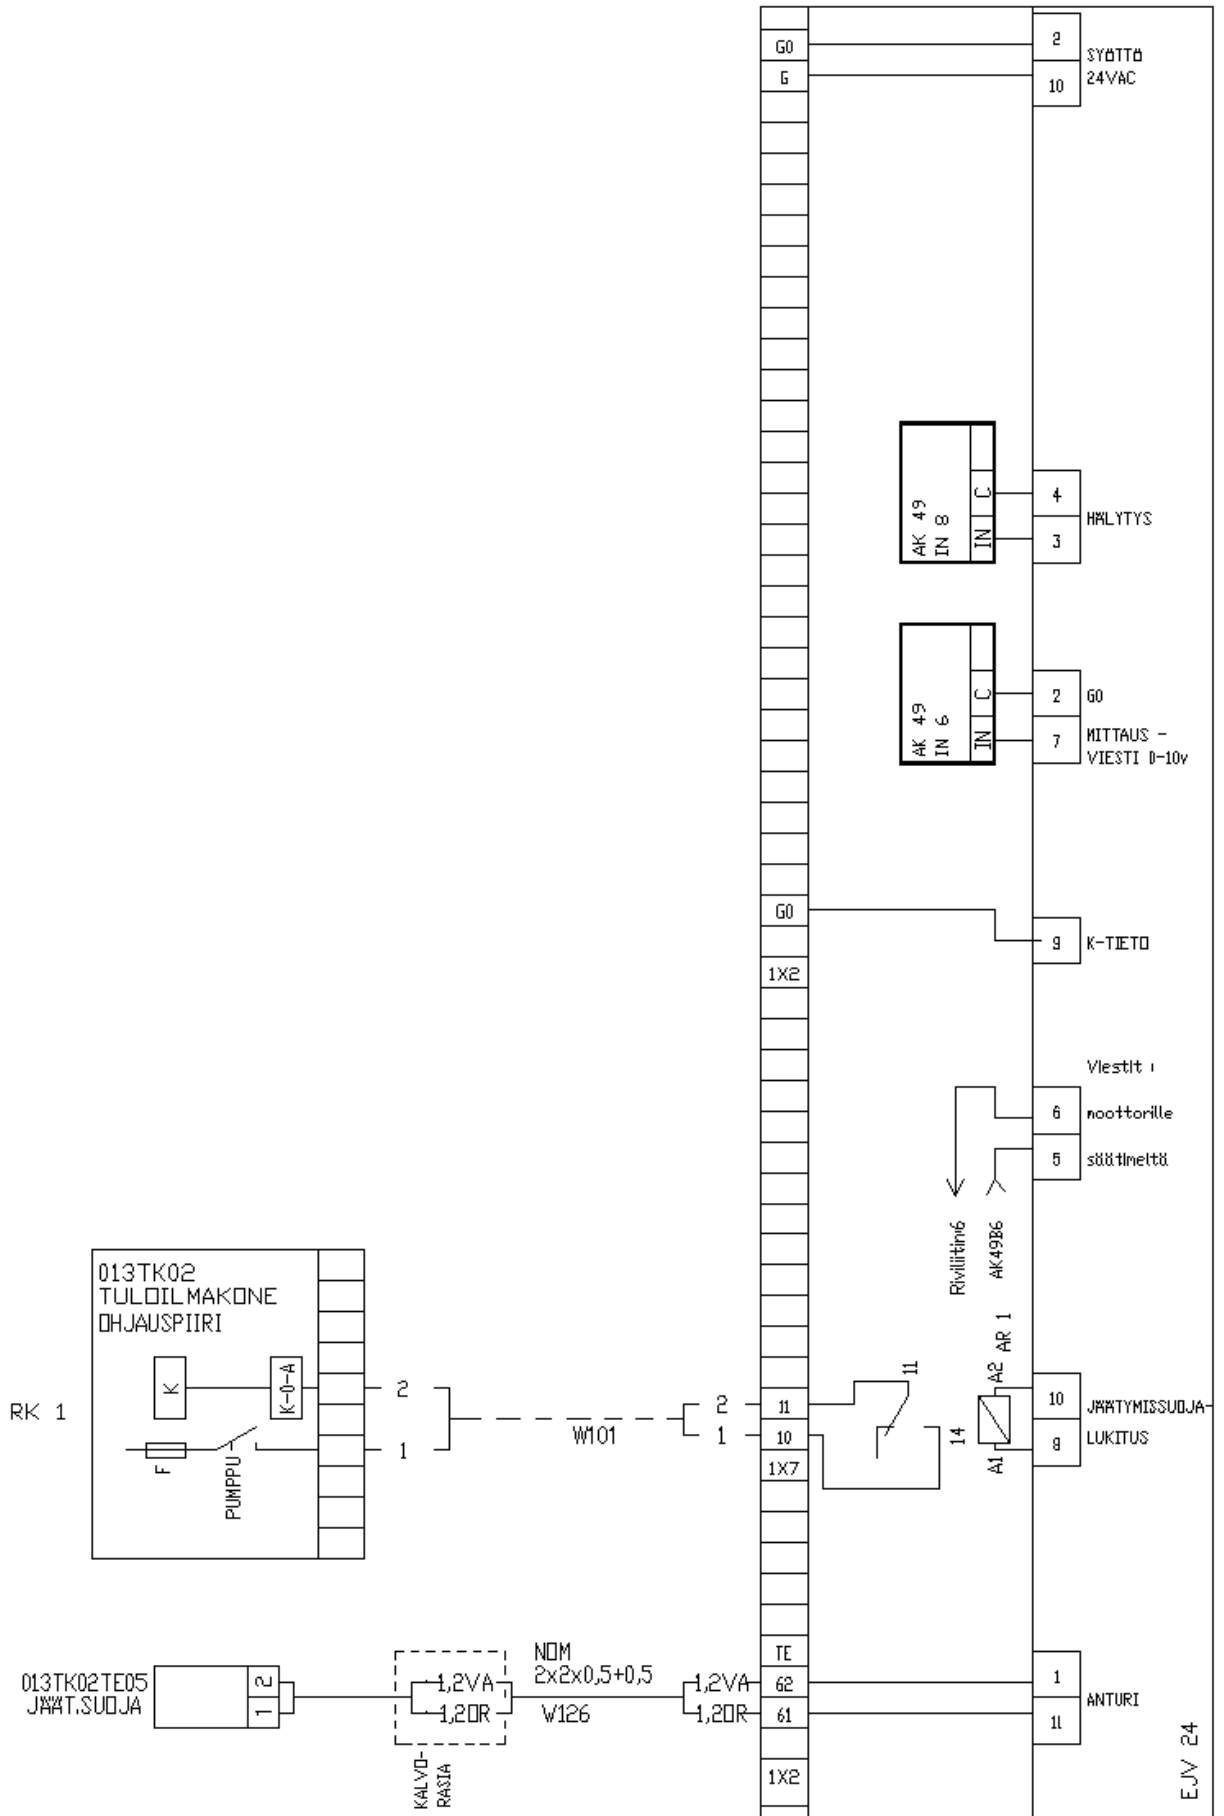 G0
2
SYÖTTÖ
G
10
24VAC
AK 49
IN 8
IN C
4
HÄLYTYS
3
AK 49
IN 6
IN C
2
G0
7
MITTAUS -
VIESTI 0-10v
G0
9
K-TIETO
1X2
Viestit :
6
moottorille
5
säätimeltä
Riviliitin6
AK49B6
013TK02
TULOILMAKONE
OHJAUSPIIRI
K
K-0-A
F
PUMPPU
RK 1
2
1
W101
2
1
11
10
1X7
11
14
A1
A2
AR 1
10
JÄÄTYMISSUOJA-
8
LUKITUS
013TK02TE05
JÄÄT.SUOJA
1 2
KALVO-
RASIA
1,2VA
1,2OR
NOM
2x2x0,5+0,5
W126
1,2VA
1,2OR
TE
62
61
1X2
1
ANTURI
11
EJV 24